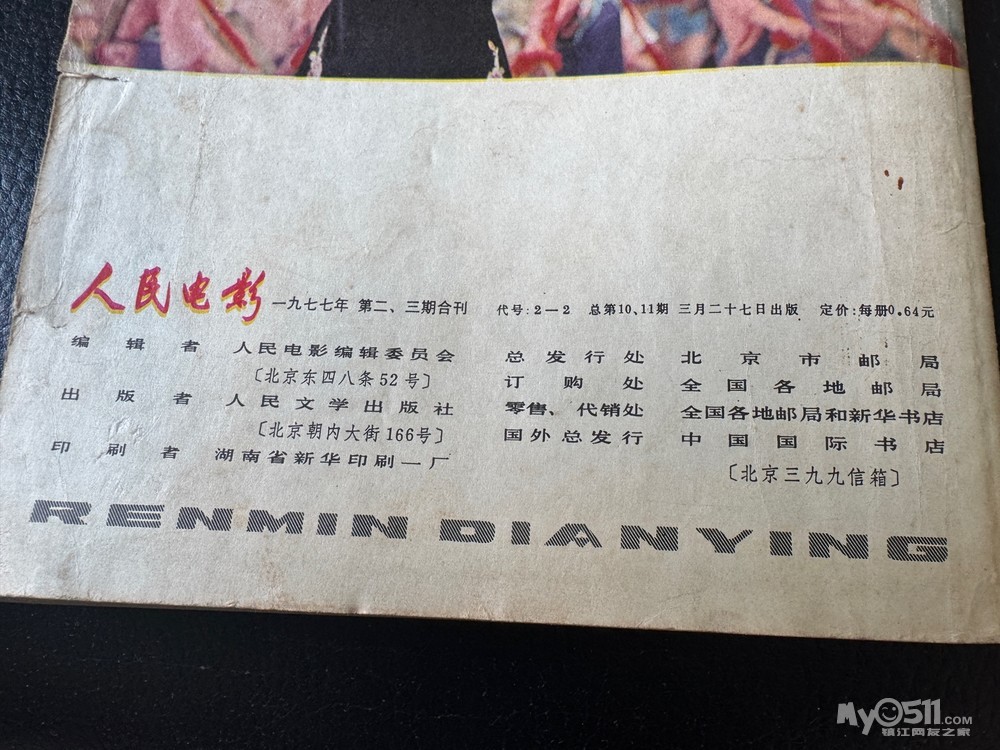 人民电影 一九七七年 第二、三期合刊 代号:2—2 总第10、11期 三月二十七日出版 定价:每册0.64元
编辑者 人民电影编辑委员会
〔北京东四八条52号〕
出版者 人民文学出版社
〔北京朝内大街166号〕
印刷者 湖南省新华印刷一厂
总发行处 北京市邮局
订购处 全国各地邮局
零售、代销处 全国各地邮局和新华书店
国外总发行 中国国际书店
〔北京三九九信箱〕
RENMIN DIANYING
My0511.COM
镇江网友之家